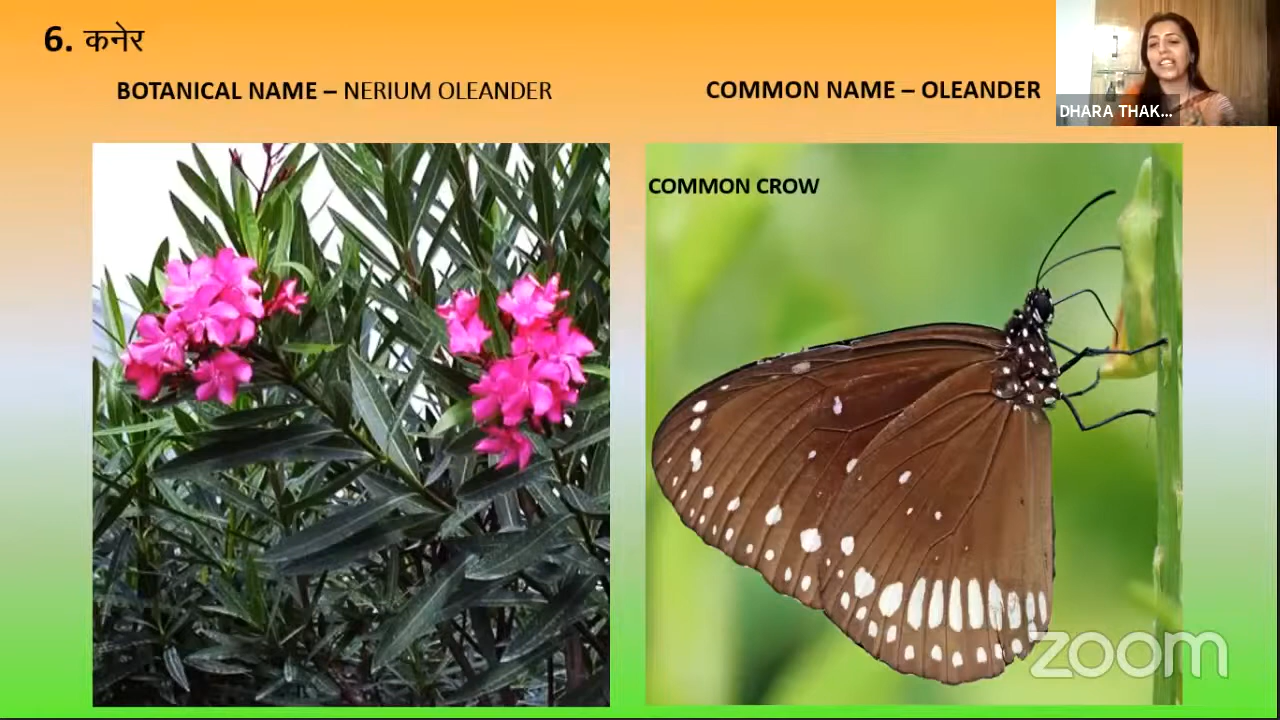 6. कनेर
BOTANICAL NAME – NERIUM OLEANDER
COMMON NAME – OLEANDER
DHARA THAK...
COMMON CROW
zoom